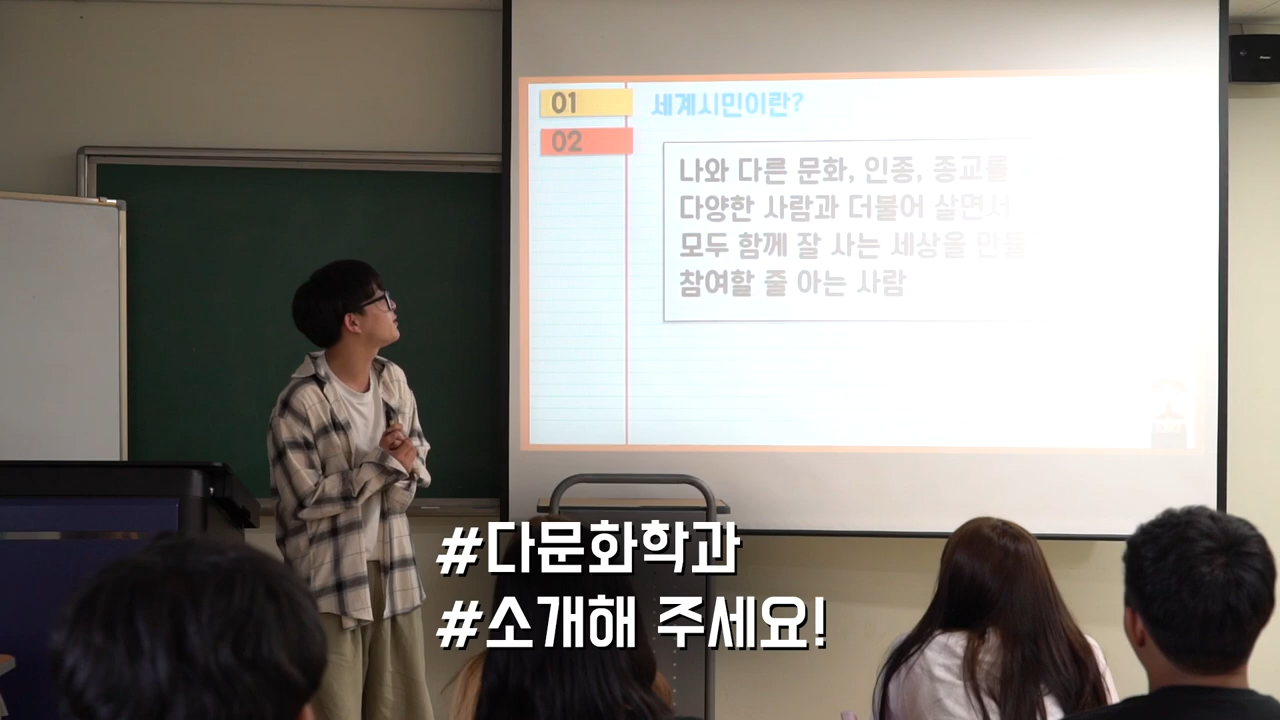 01
세계시민이란?
02
나와 다른 문화, 인종, 종교를
다양한 사람과 더불어 살면서
모두 함께 잘 사는 세상을
참여할 줄 아는 사람
#다문화학과
#소개해 주세요!